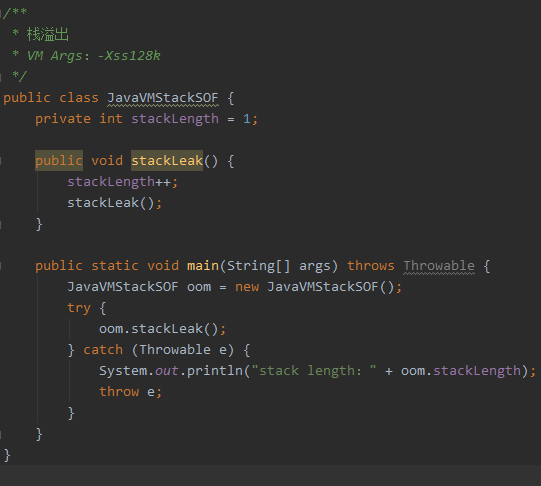 /**
 * 栈溢出
 * VM Args：-Xss128k
 */
public class JavaVMStackSOF {
    private int stackLength = 1;
    public void stackLeak() {
        stackLength++;
        stackLeak();
    }
    public static void main(String[] args) throws Throwable {
        JavaVMStackSOF oom = new JavaVMStackSOF();
        try {
            oom.stackLeak();
        } catch (Throwable e) {
            System.out.println("stack length：" + oom.stackLength);
            throw e;
        }
    }
}